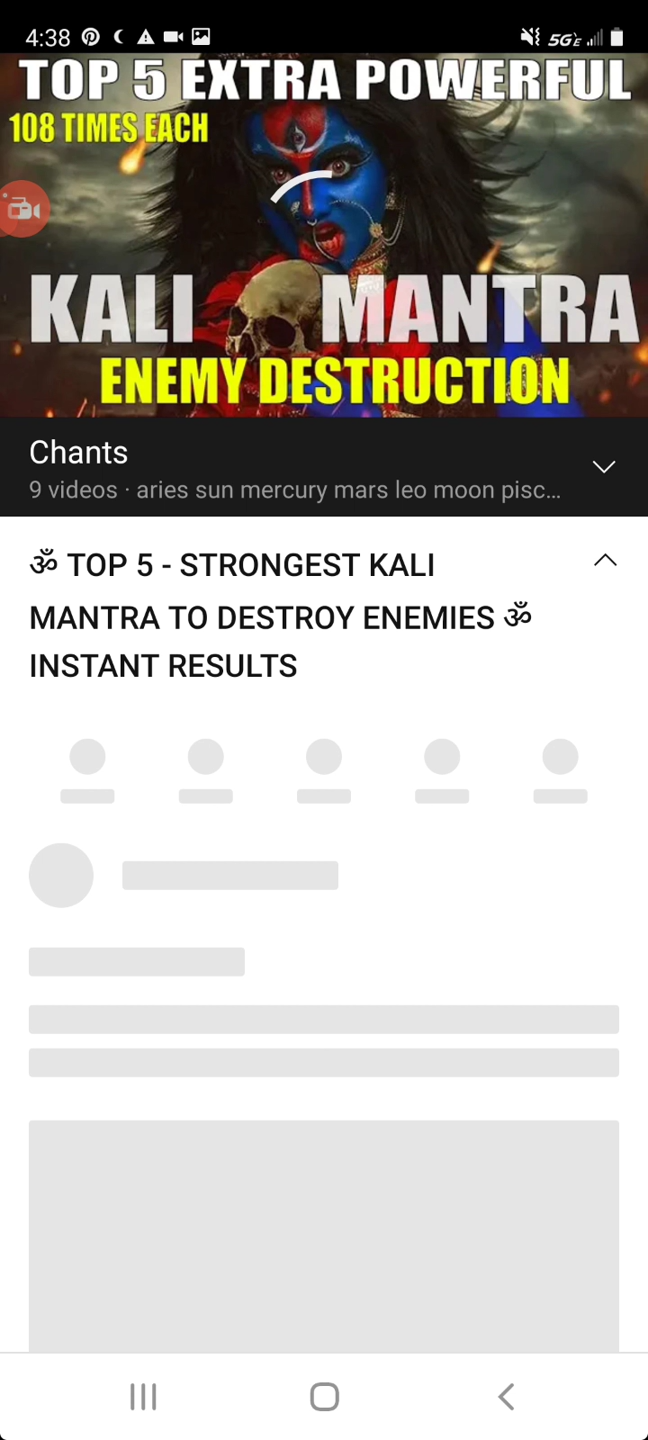 4:38
5GE
TOP 5 EXTRA POWERFUL
108 TIMES EACH
KALI MANTRA
ENEMY DESTRUCTION
Chants
9 videos · aries sun mercury mars leo moon pisc...
ॐ TOP 5 - STRONGEST KALI
MANTRA TO DESTROY ENEMIES ॐ
INSTANT RESULTS